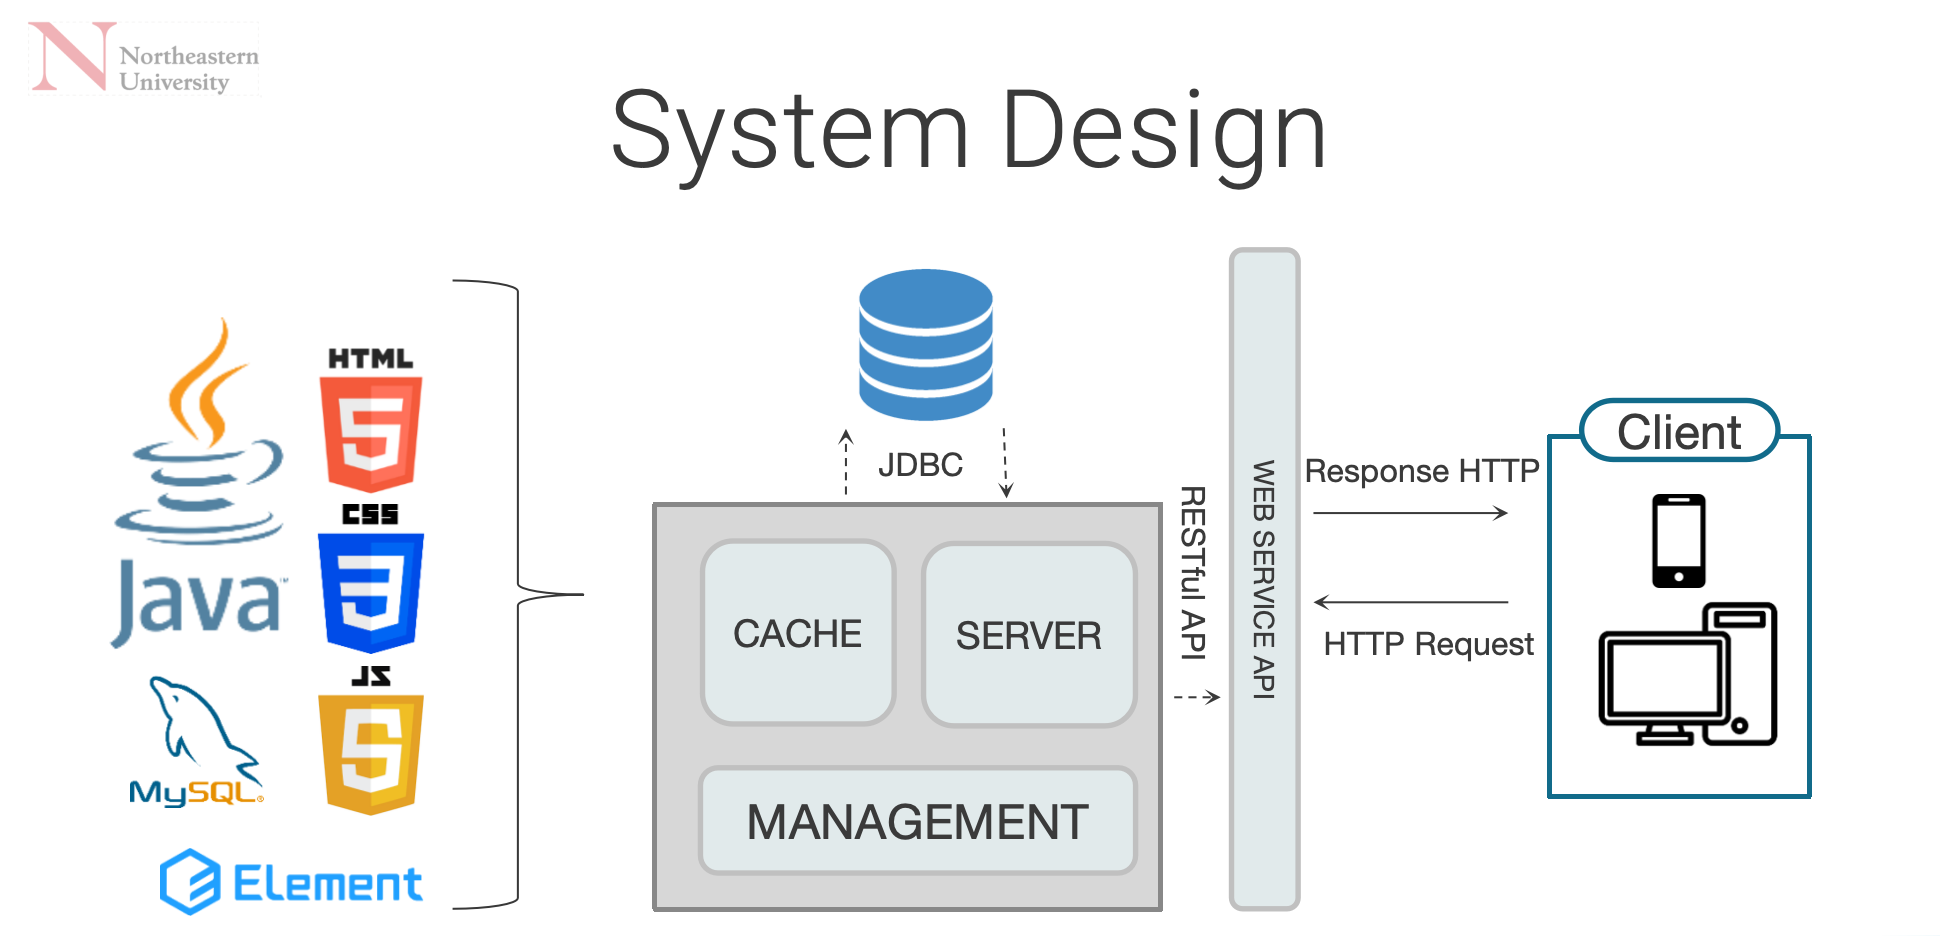 Northeastern
University
System Design
HTML
CSS
Java™
JS
MySQL®
Element
JDBC
CACHE
SERVER
MANAGEMENT
RESTful API
WEB SERVICE API
Response HTTP
HTTP Request
Client